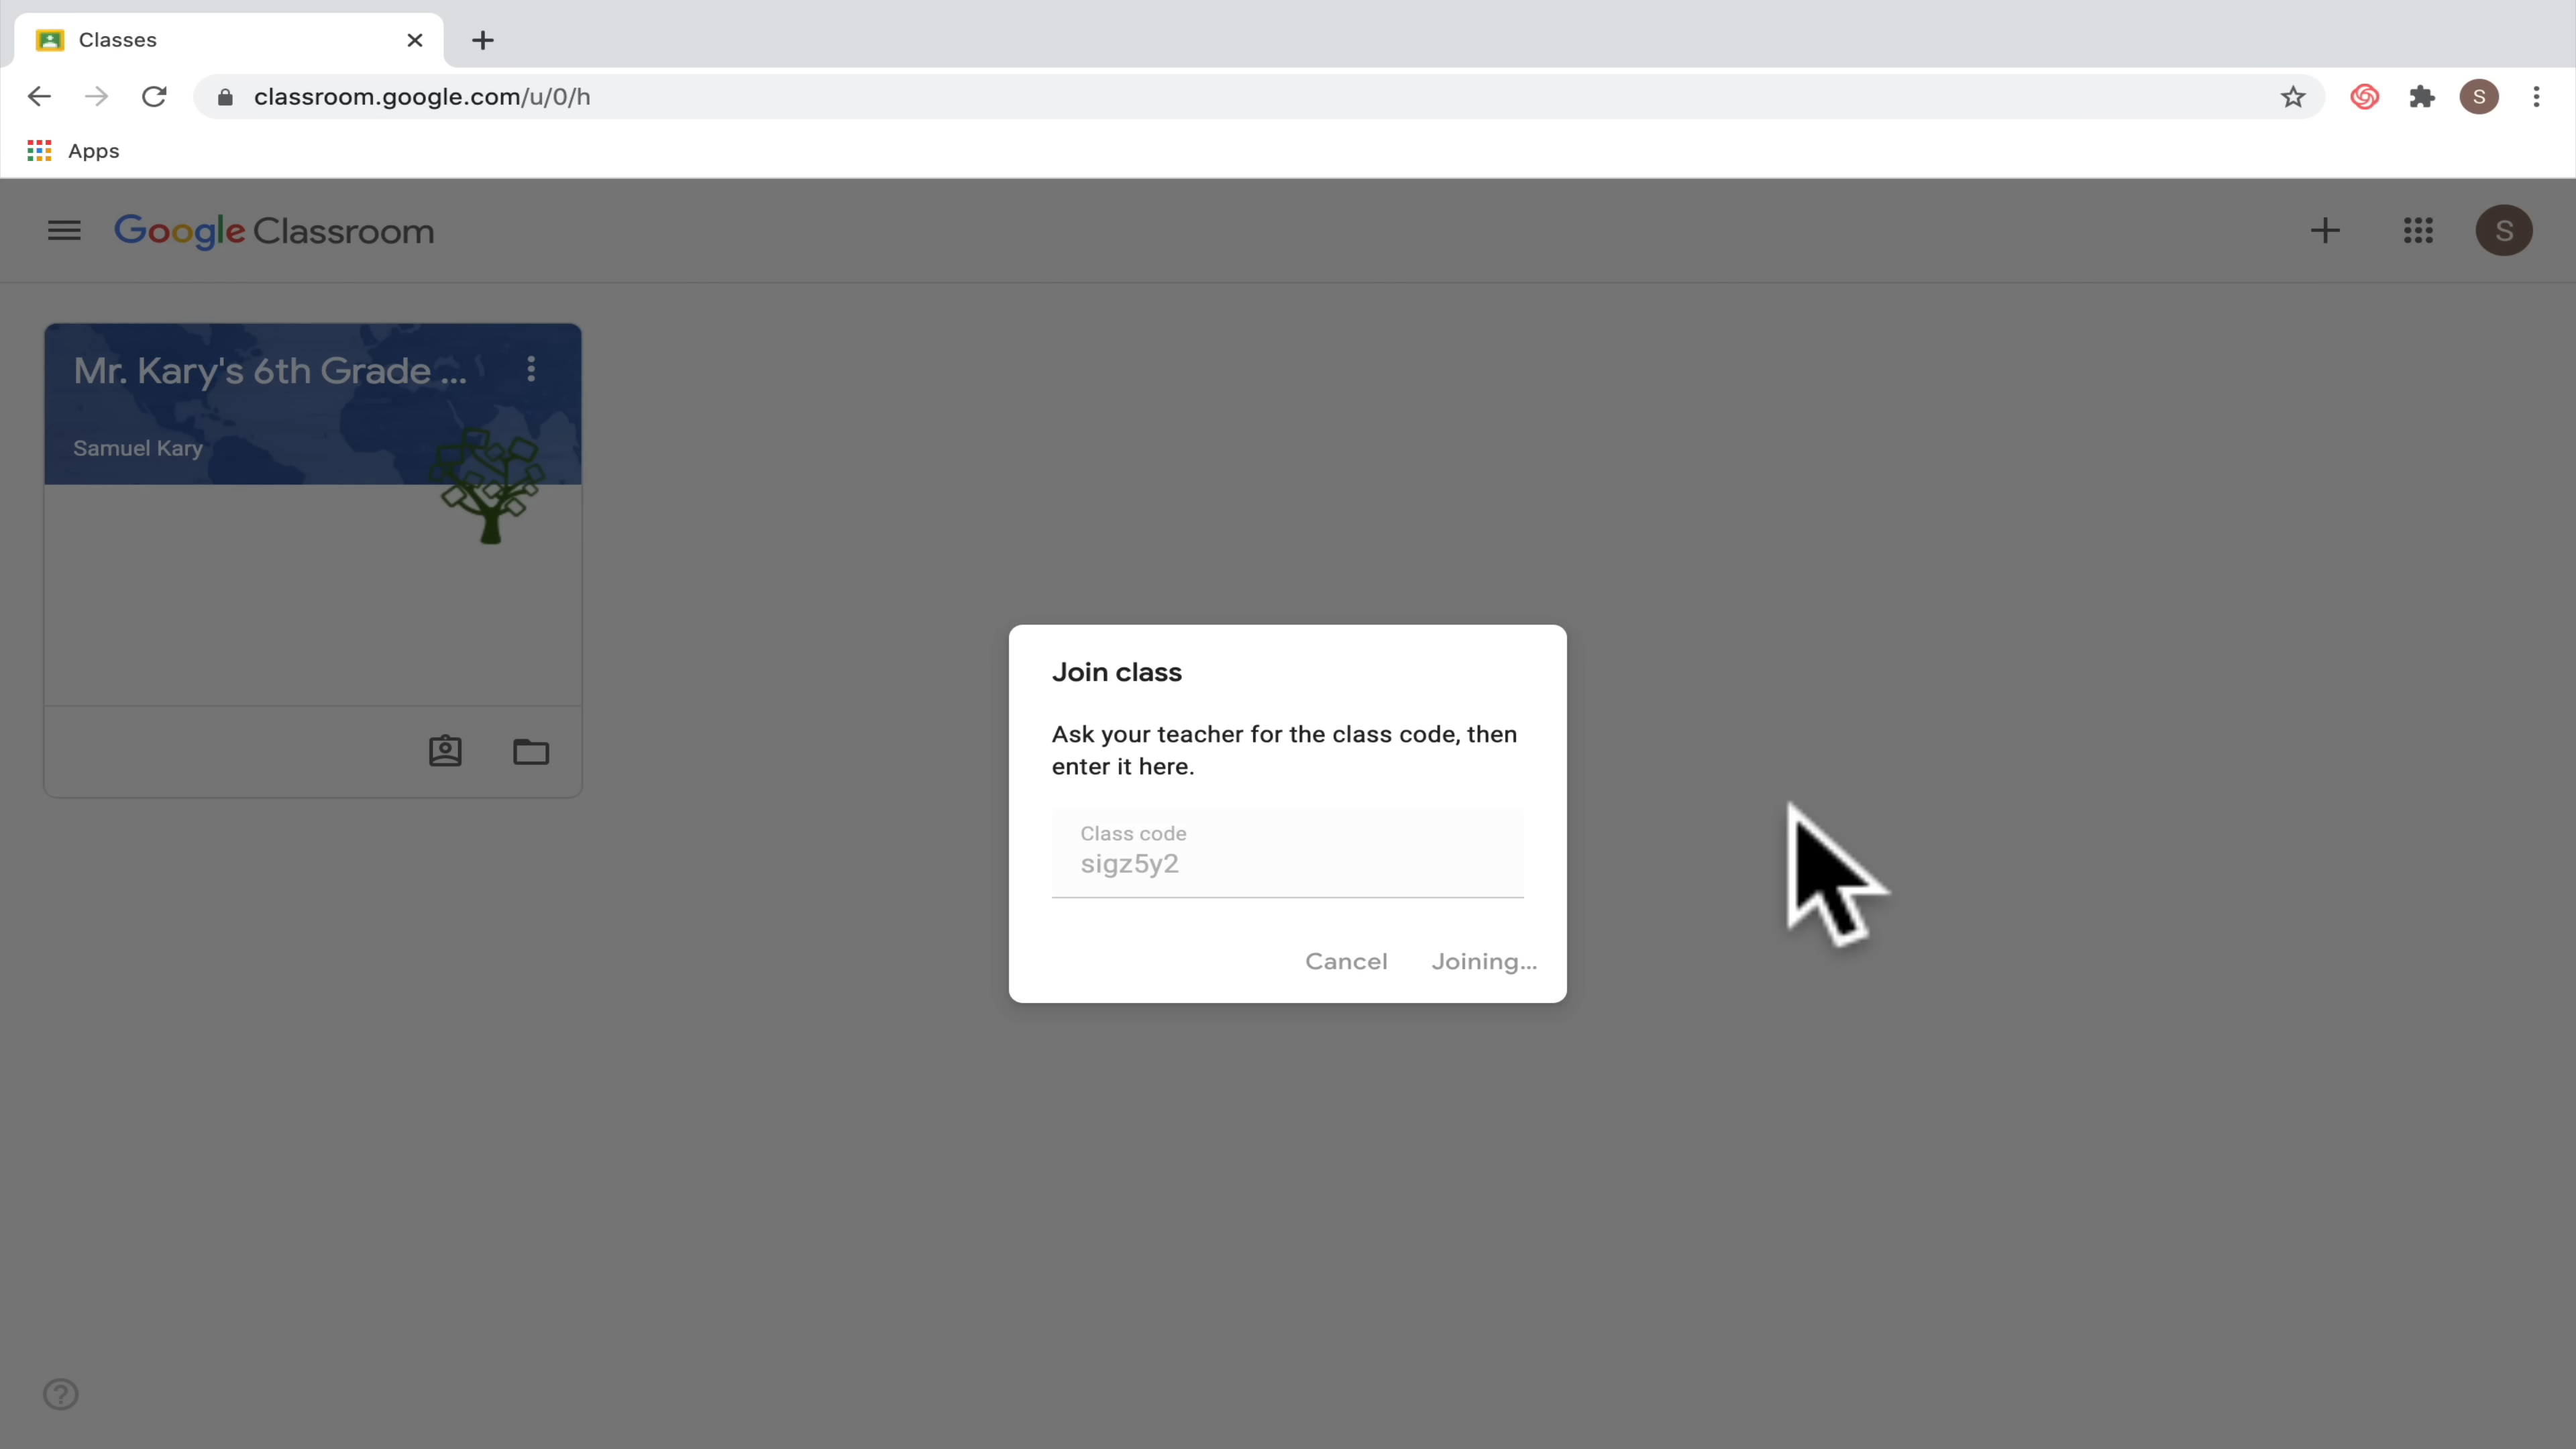 Classes
classroom.google.com/u/0/h
S
Apps
Google Classroom
S
Mr. Kary's 6th Grade ...
Samuel Kary
Join class
Ask your teacher for the class code, then
enter it here.
Class code
sigz5y2
Cancel
Joining...